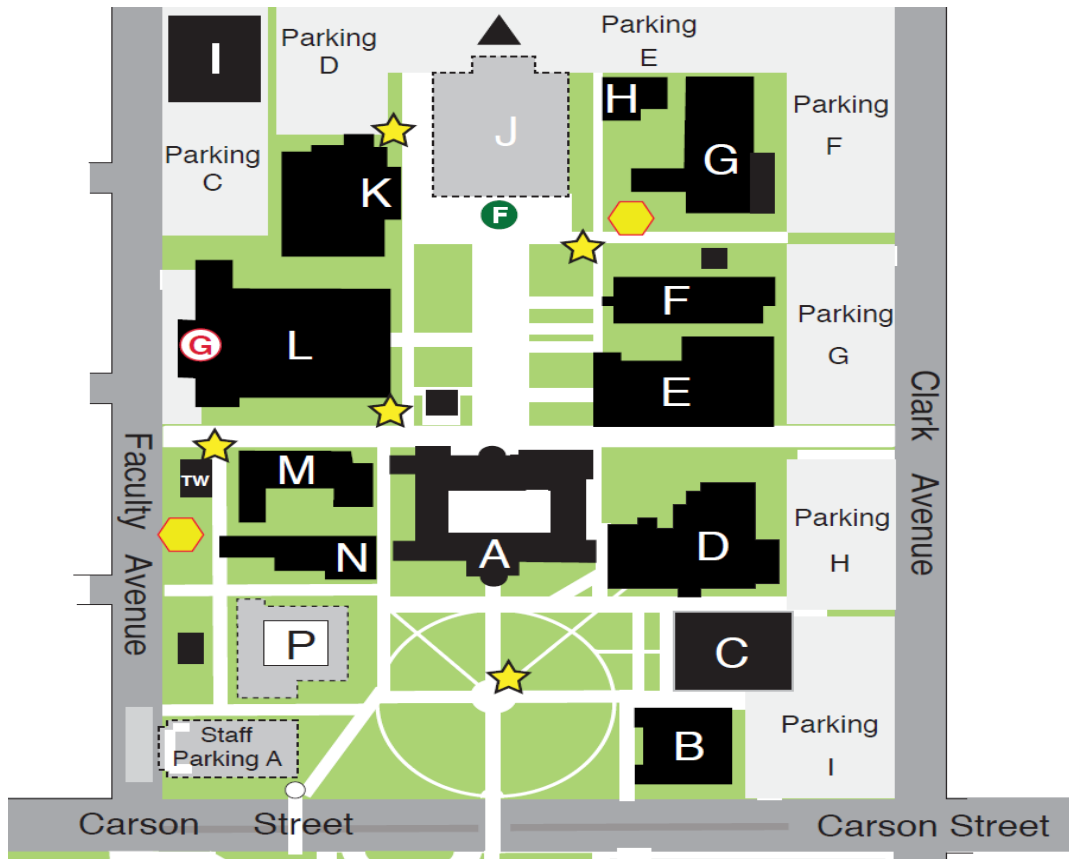 I
Parking
D
Parking
E
H
G
Parking
F
J
Parking
C
K
F
F
Parking
G
G
L
E
Clark Avenue
Faculty Avenue
TW
M
A
N
D
Parking
H
P
C
Staff
Parking A
B
Parking
I
Carson Street
Carson Street